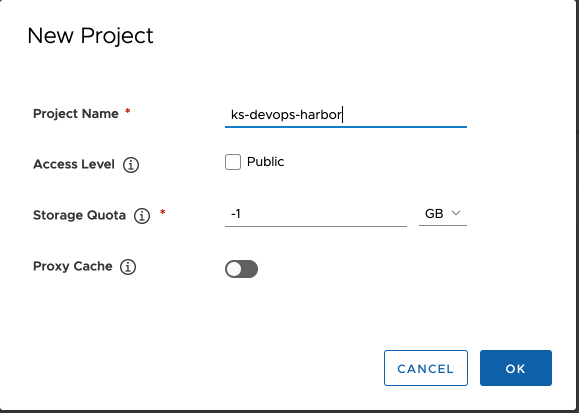 New Project
Project Name *
ks-devops-harbor
Access Level i
Public
Storage Quota i *
-1
GB
Proxy Cache i
CANCEL
OK